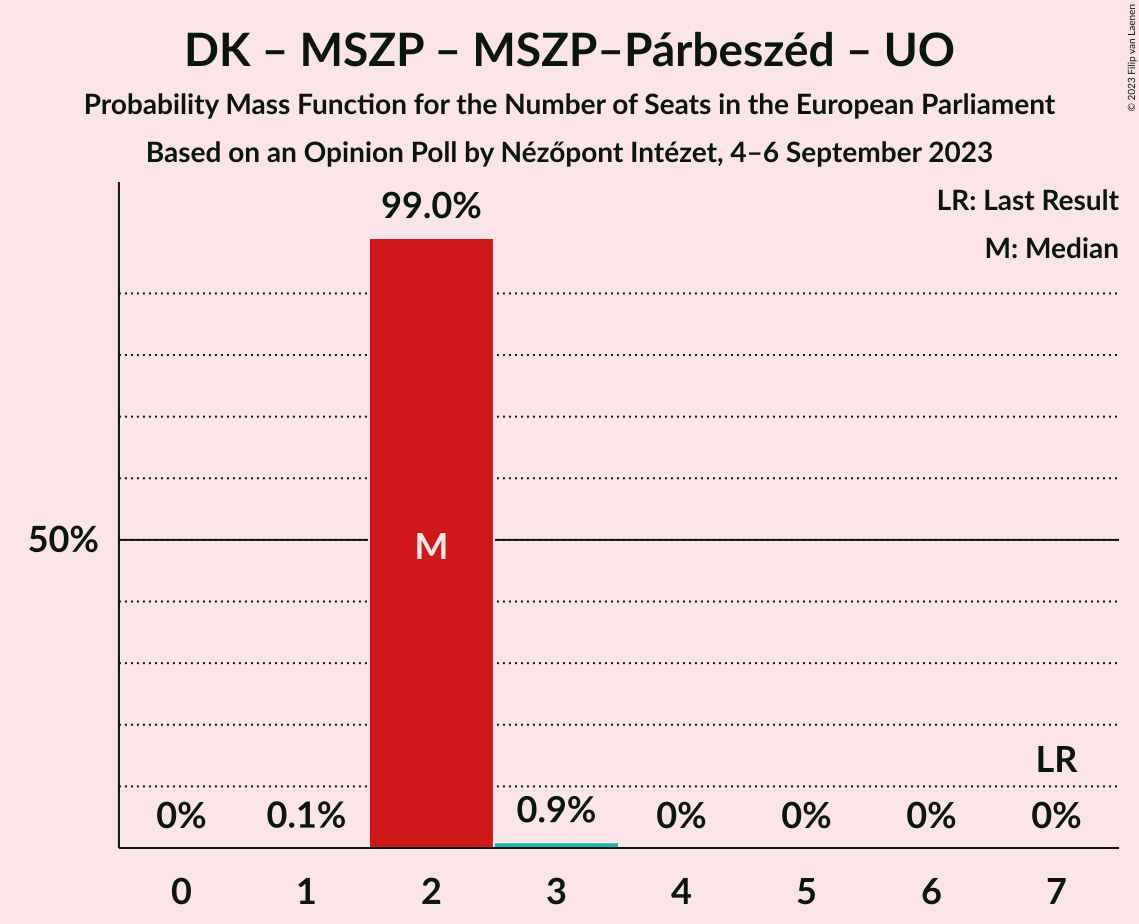 DK – MSZP – MSZP–Párbeszéd – UO
Probability Mass Function for the Number of Seats in the European Parliament
Based on an Opinion Poll by Nézőpont Intézet, 4–6 September 2023
© 2023 Filip van Laenen
LR: Last Result
M: Median
99.0%
50%
M
LR
0% 0.1% 0.9% 0% 0% 0% 0%
0 1 2 3 4 5 6 7